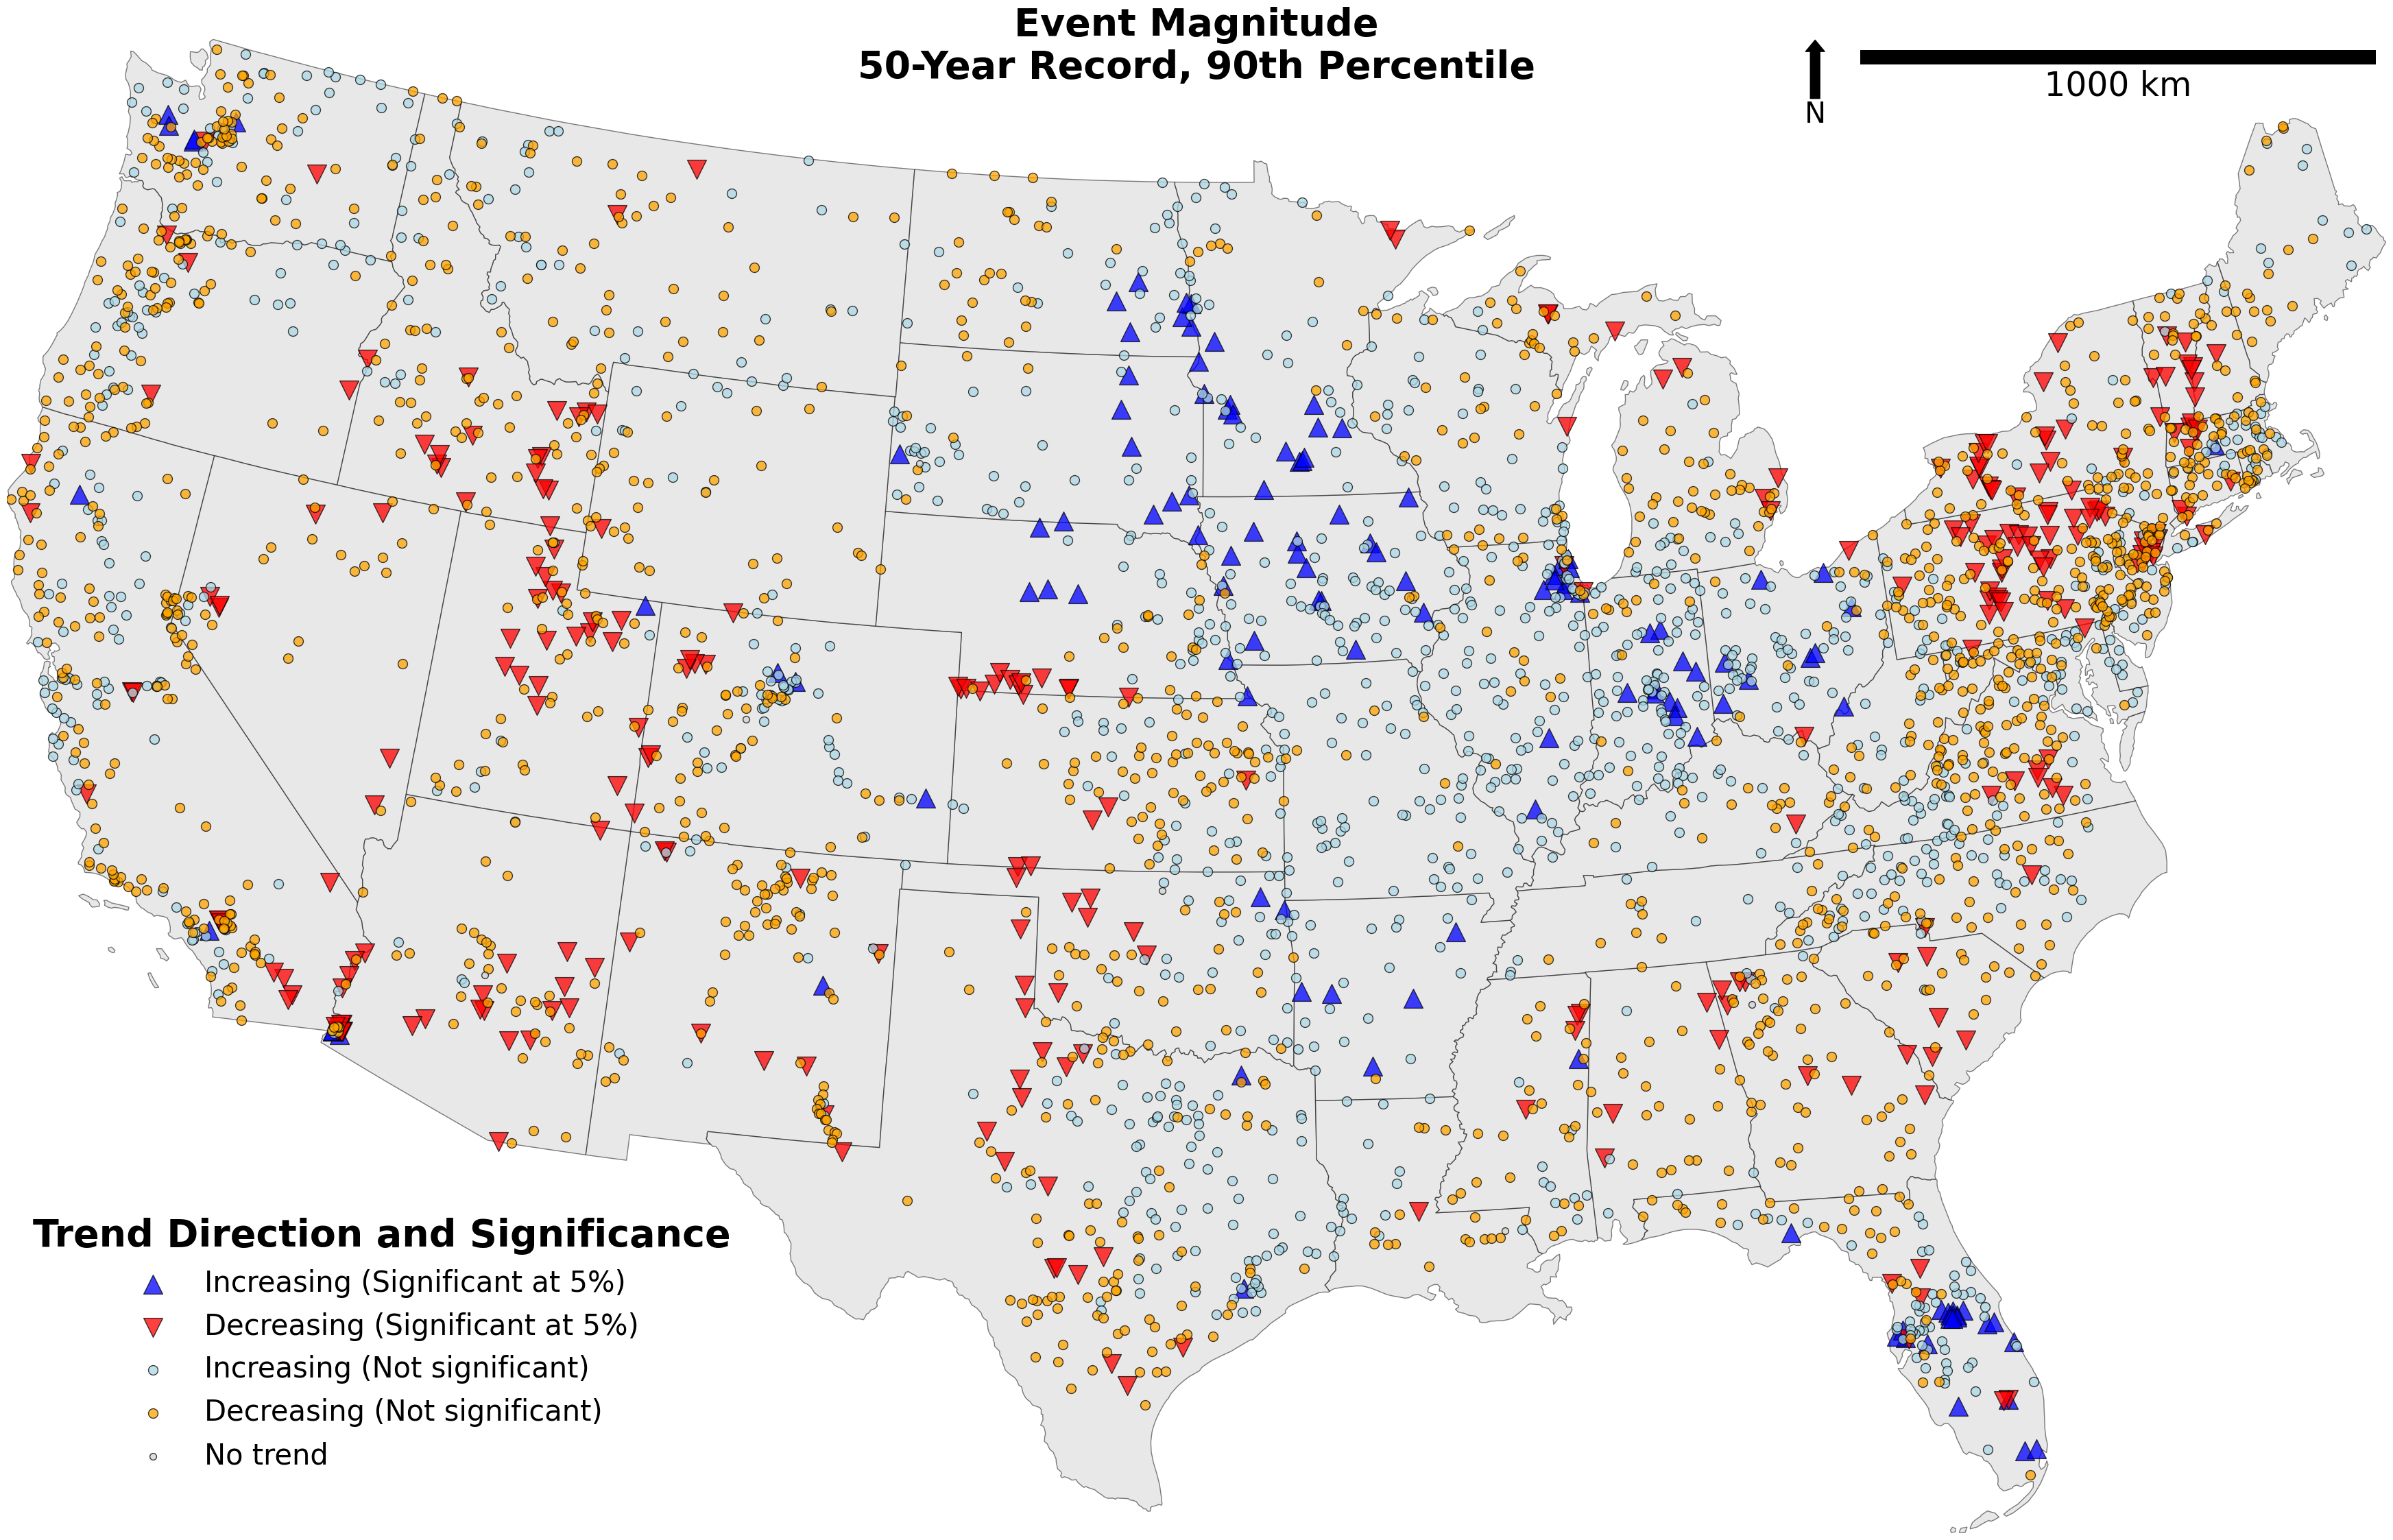 Event Magnitude
50-Year Record, 90th Percentile
1000 km
N
Trend Direction and Significance
Increasing (Significant at 5%)
Decreasing (Significant at 5%)
Increasing (Not significant)
Decreasing (Not significant)
No trend